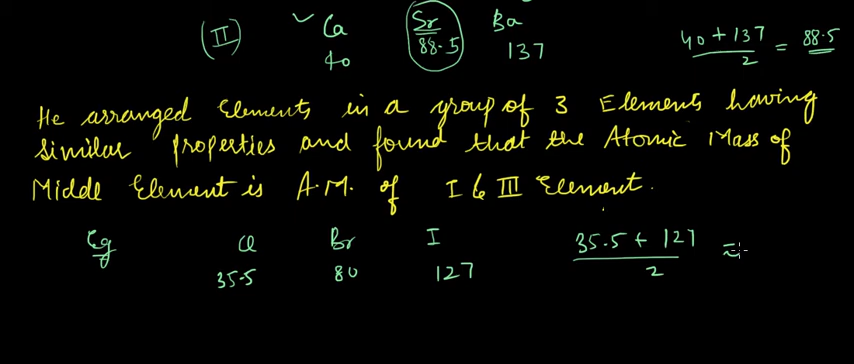 (II) Ca Sr Ba 40 + 137 / 2 = 88.5
40 88.5 137
He arranged Elements in a group of 3 Elements having
similar properties and found that the Atomic Mass of
Middle Element is A.M. of I & III Element.
Eg Cl Br I 35.5 + 127 / 2 =
35.5 80 127